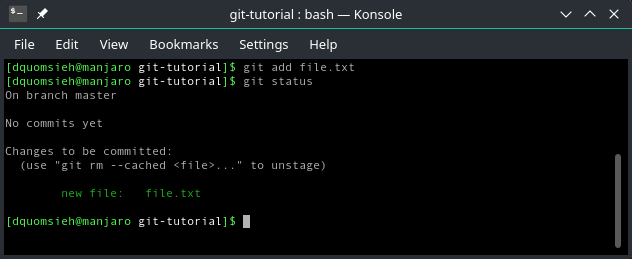 git-tutorial : bash — Konsole
File Edit View Bookmarks Settings Help
[dquomsieh@manjaro git-tutorial]$ git add file.txt
[dquomsieh@manjaro git-tutorial]$ git status
On branch master
No commits yet
Changes to be committed:
  (use "git rm --cached <file>..." to unstage)
        new file:   file.txt
[dquomsieh@manjaro git-tutorial]$